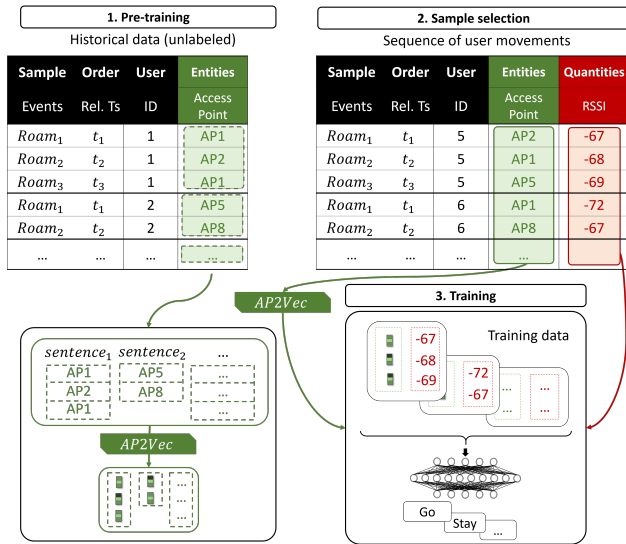 1. Pre-training
Historical data (unlabeled)
Sample Order User Entities
Events Rel. Ts ID Access Point
Roam₁ t₁ 1 AP1
Roam₂ t₂ 1 AP2
Roam₃ t₃ 1 AP1
Roam₁ t₁ 2 AP5
Roam₂ t₂ 2 AP8
... ... ... ...
2. Sample selection
Sequence of user movements
Sample Order User Entities Quantities
Events Rel. Ts ID Access Point RSSI
Roam₁ t₁ 5 AP2 -67
Roam₂ t₂ 5 AP1 -68
Roam₃ t₃ 5 AP5 -69
Roam₁ t₁ 6 AP1 -72
Roam₂ t₂ 6 AP8 -67
... ... ... ...
AP2Vec
sentence₁ sentence₂ ...
AP1 AP5 ...
AP2 AP8 ...
AP1 ...
AP2Vec
...
...
...
3. Training
Training data
-67
-68
-69
-72
-67
... ...
... ...
Go
Stay
...